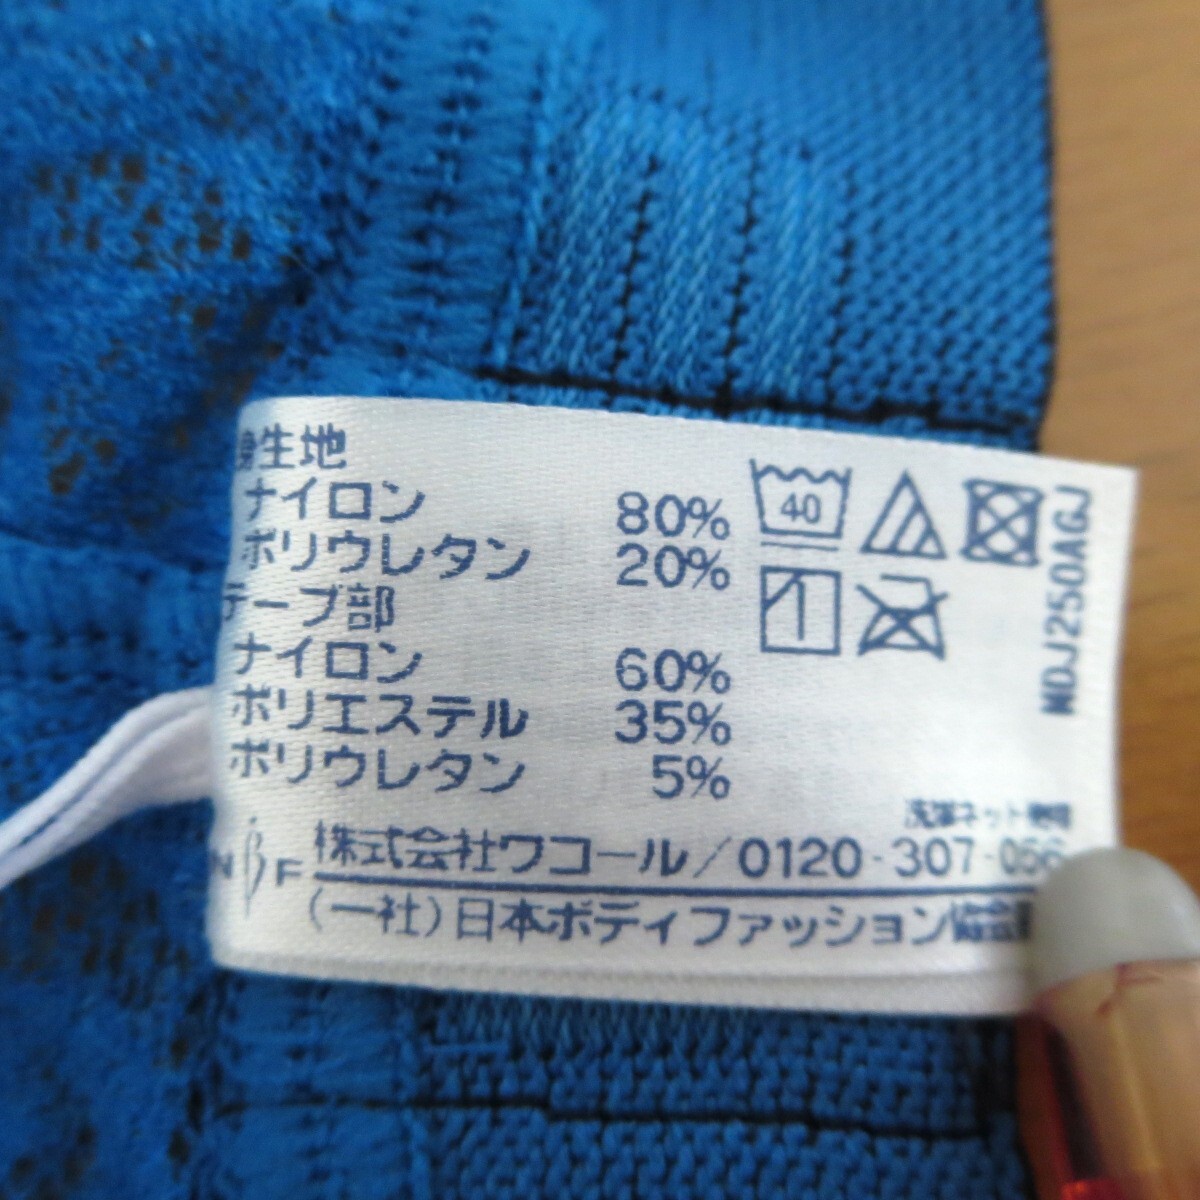 身生地
ナイロン 80%
ポリウレタン 20%
テープ部
ナイロン 60%
ポリエステル 35%
ポリウレタン 5%
40
MDJ250AGJ
洗濯ネット使用
N B F 株式会社ワコール/0120-307-056
(一社)日本ボディファッション協会